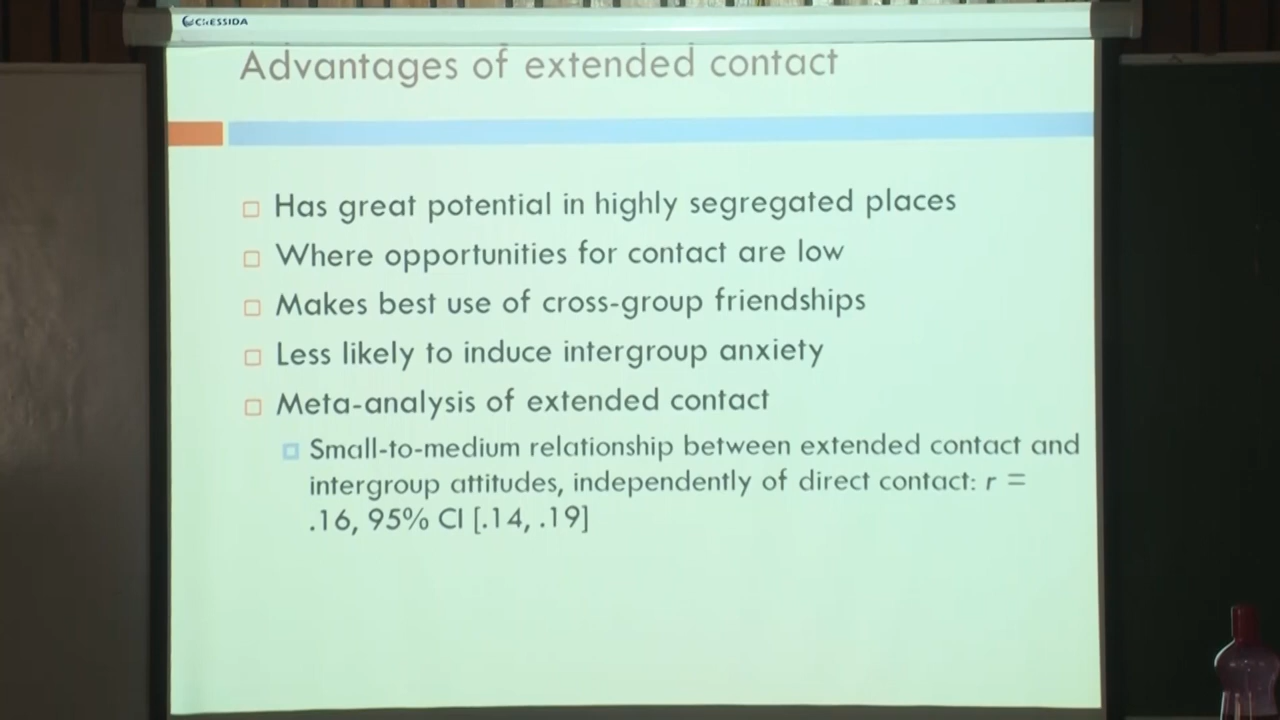 CRESSIDA
Advantages of extended contact
Has great potential in highly segregated places
Where opportunities for contact are low
Makes best use of cross-group friendships
Less likely to induce intergroup anxiety
Meta-analysis of extended contact
Small-to-medium relationship between extended contact and
intergroup attitudes, independently of direct contact: r =
.16, 95% CI [.14, .19]